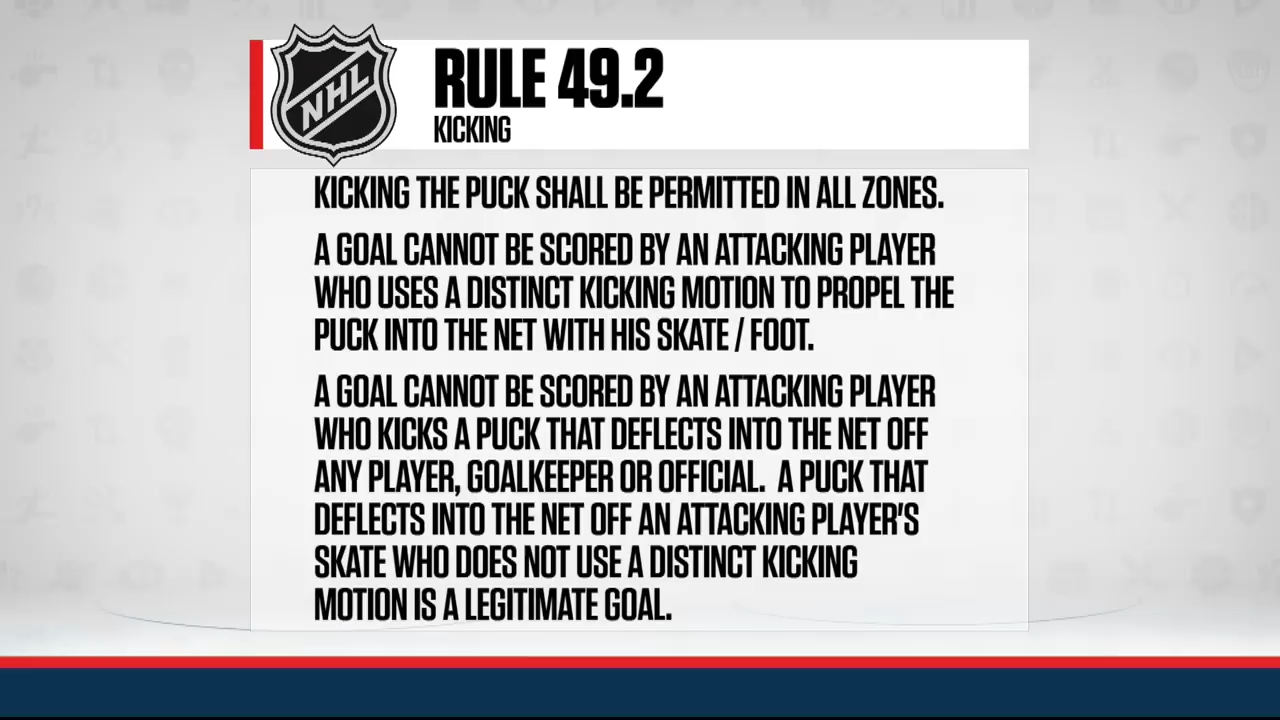 NHL
RULE 49.2
KICKING
KICKING THE PUCK SHALL BE PERMITTED IN ALL ZONES.
A GOAL CANNOT BE SCORED BY AN ATTACKING PLAYER
WHO USES A DISTINCT KICKING MOTION TO PROPEL THE
PUCK INTO THE NET WITH HIS SKATE / FOOT.
A GOAL CANNOT BE SCORED BY AN ATTACKING PLAYER
WHO KICKS A PUCK THAT DEFLECTS INTO THE NET OFF
ANY PLAYER, GOALKEEPER OR OFFICIAL.  A PUCK THAT
DEFLECTS INTO THE NET OFF AN ATTACKING PLAYER'S
SKATE WHO DOES NOT USE A DISTINCT KICKING
MOTION IS A LEGITIMATE GOAL.